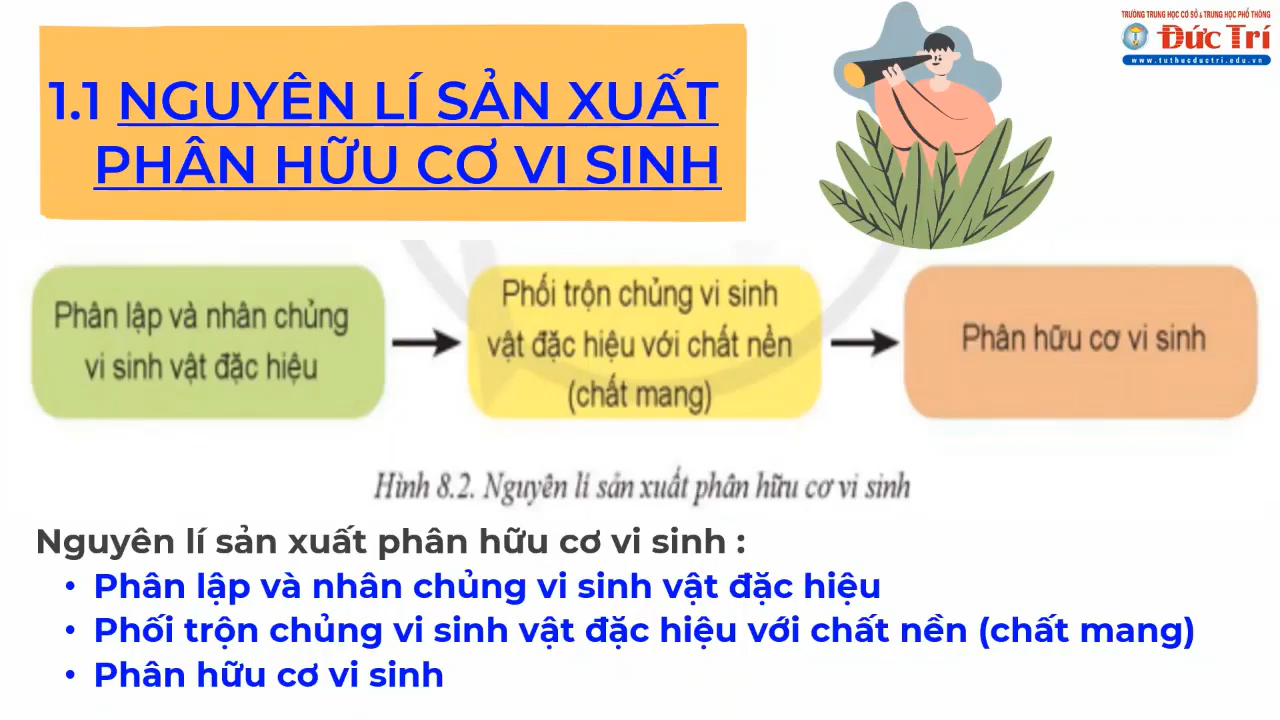 TRƯỜNG TRUNG HỌC CƠ SỞ & TRUNG HỌC PHỔ THÔNG
Đức Trí
www.tuthucductri.edu.vn
1.1 NGUYÊN LÍ SẢN XUẤT
PHÂN HỮU CƠ VI SINH
Phân lập và nhân chủng
vi sinh vật đặc hiệu
Phối trộn chủng vi sinh
vật đặc hiệu với chất nền
(chất mang)
Phân hữu cơ vi sinh
Hình 8.2. Nguyên lí sản xuất phân hữu cơ vi sinh
Nguyên lí sản xuất phân hữu cơ vi sinh :
• Phân lập và nhân chủng vi sinh vật đặc hiệu
• Phối trộn chủng vi sinh vật đặc hiệu với chất nền (chất mang)
• Phân hữu cơ vi sinh